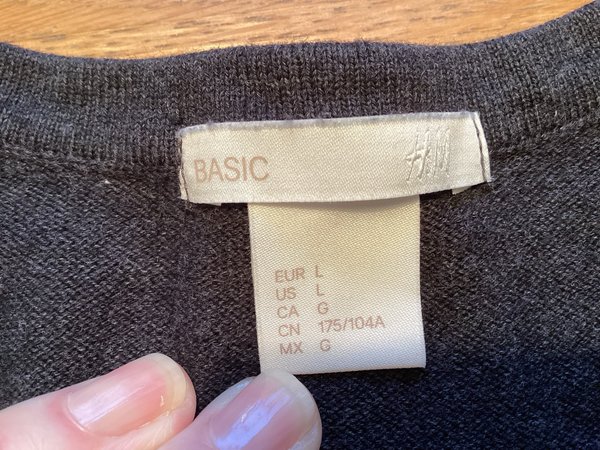 BASIC H&M
EUR L
US L
CA G
CN 175/104A
MX G